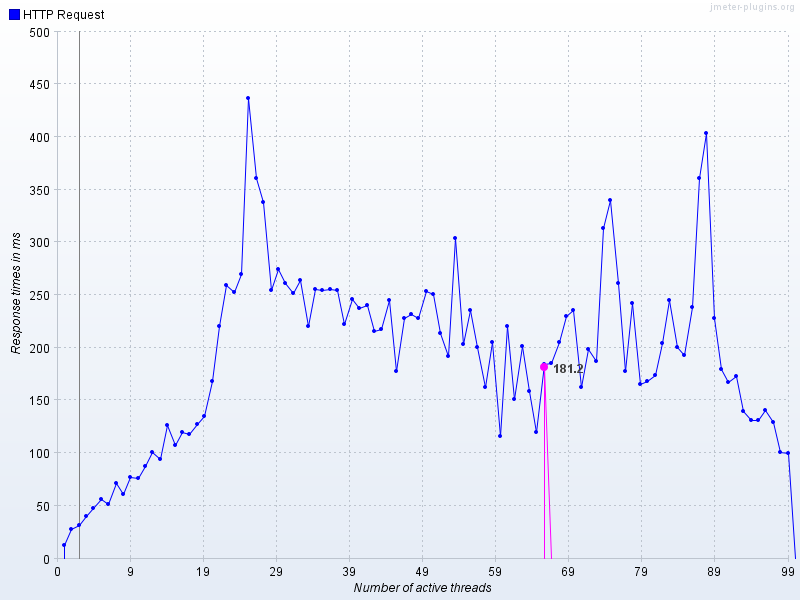 jmeter-plugins.org
HTTP Request
500
450
400
350
300
250
200
150
100
50
0
Response times in ms
181.2
0 9 19 29 39 49 59 69 79 89 99
Number of active threads